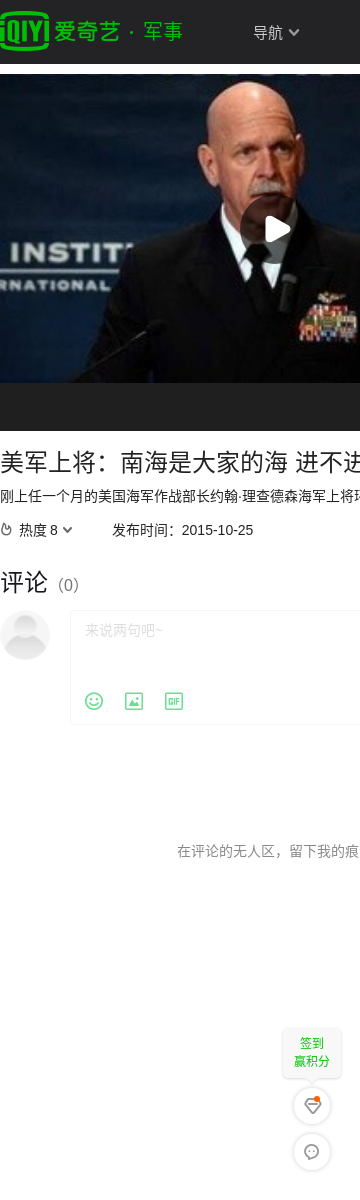 QIY 爱奇艺 · 军事
导航
INSTIT
ERNATIONAL
美军上将：南海是大家的海 进不进
刚上任一个月的美国海军作战部长约翰·理查德森海军上将
热度 8
发布时间：2015-10-25
评论（0）
来说两句吧~
GIF
在评论的无人区，留下我的痕
签到
赢积分